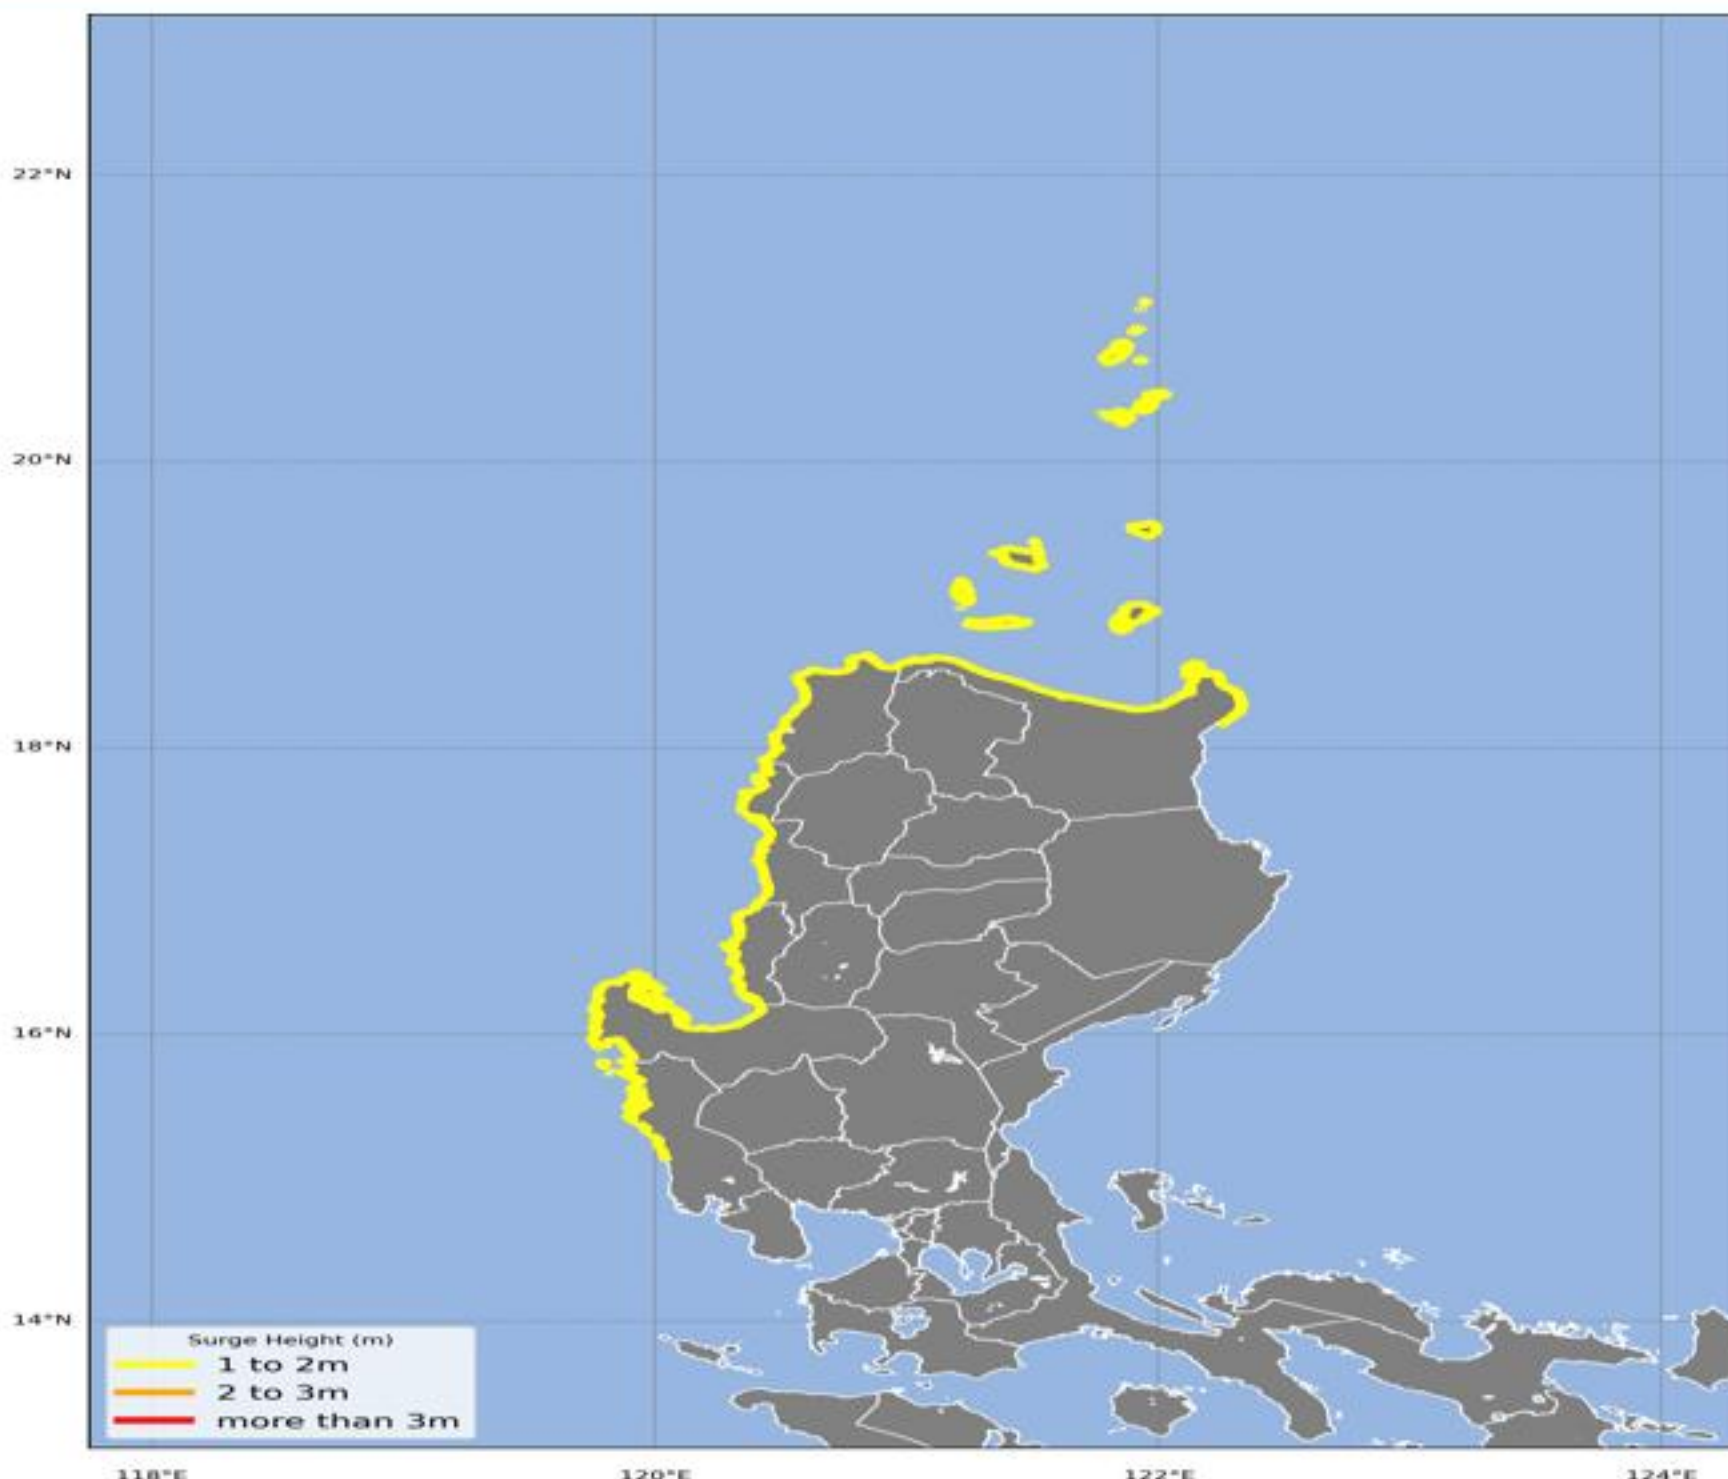 22°N
20°N
18°N
16°N
14°N
Surge Height (m)
1 to 2m
2 to 3m
more than 3m
118°E 120°E 122°E 124°E